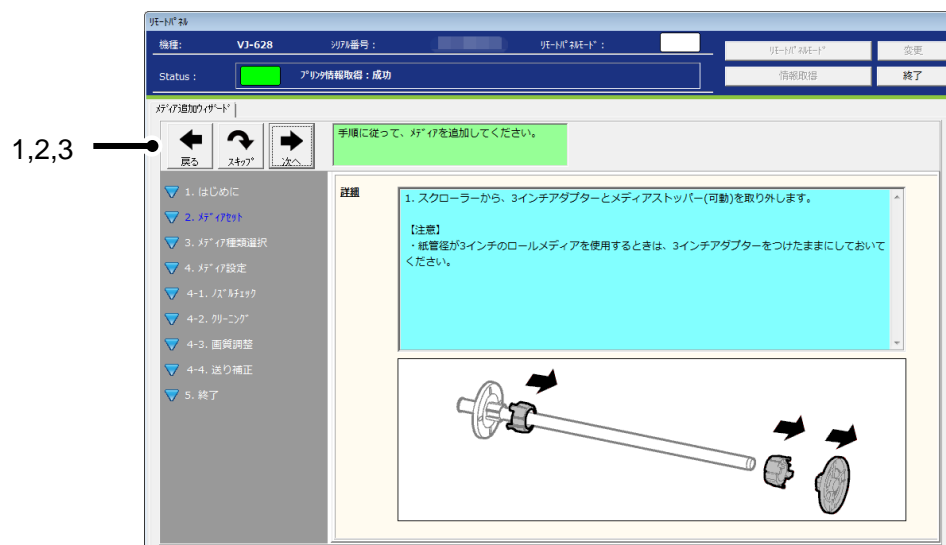 ﾘﾓｰﾄﾊﾟﾈﾙ
機種: VJ-628 ｼﾘｱﾙ番号 : ﾘﾓｰﾄﾊﾟﾈﾙﾓｰﾄﾞ : ﾘﾓｰﾄﾊﾟﾈﾙﾓｰﾄﾞ 変更
Status : ﾌﾟﾘﾝﾀ情報取得 : 成功 情報取得 終了
ﾒﾃﾞｨｱ追加ｳｨｻﾞｰﾄﾞ
1,2,3
戻る ｽｷｯﾌﾟ 次へ
手順に従って、ﾒﾃﾞｨｱを追加してください。
1. はじめに
2. ﾒﾃﾞｨｱｾｯﾄ
3. ﾒﾃﾞｨｱ種類選択
4. ﾒﾃﾞｨｱ設定
4-1. ﾉｽﾞﾙﾁｪｯｸ
4-2. ｸﾘｰﾆﾝｸﾞ
4-3. 画質調整
4-4. 送り補正
5. 終了
詳細
1. スクローラーから、3インチアダプターとメディアストッパー(可動)を取り外します。
【注意】
・紙管径が3インチのロールメディアを使用するときは、3インチアダプターをつけたままにしておいて
ください。